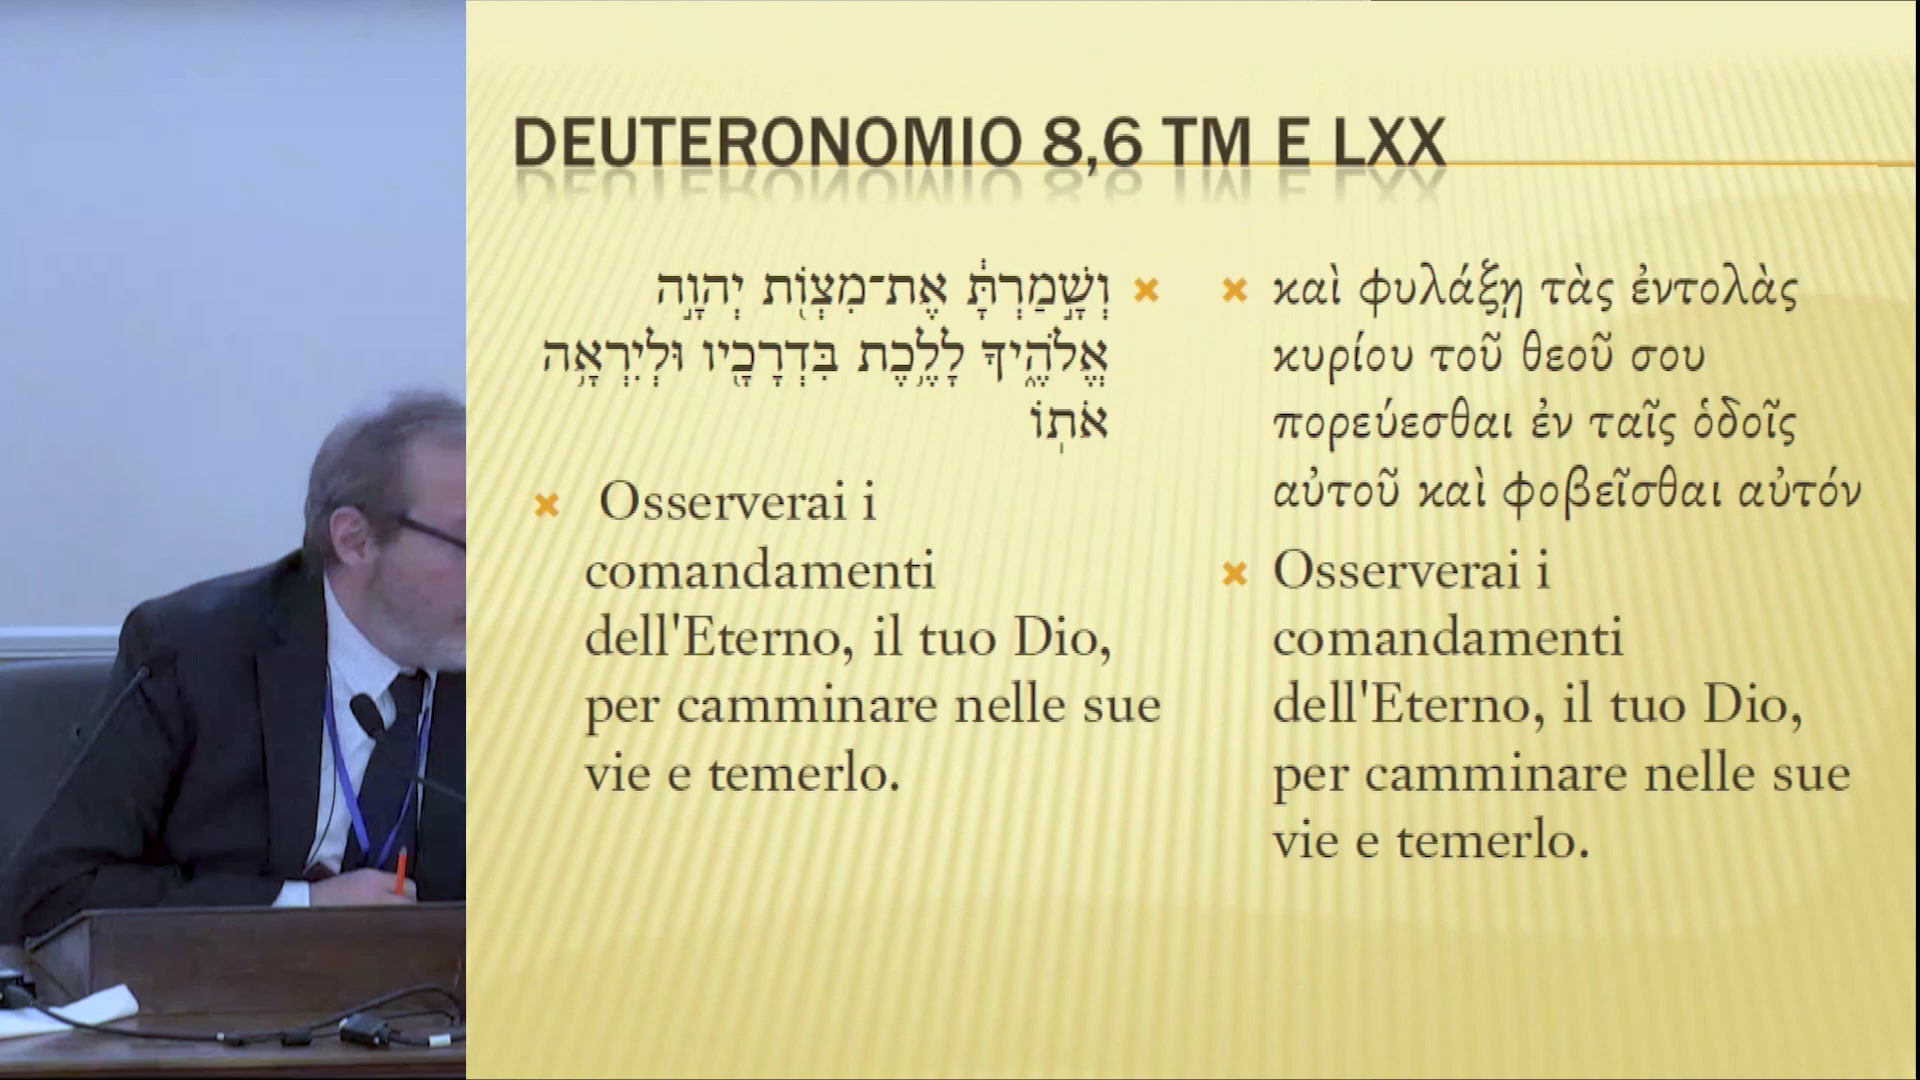 DEUTERONOMIO 8,6 TM E LXX
וְשָׁ֣מַרְתָּ֔ אֶת־מִצְוֺ֖ת יְהוָ֣ה
אֱלֹהֶ֑יךָ לָלֶ֥כֶת בִּדְרָכָ֖יו וּלְיִרְאָ֥ה
אֹתֽוֹ
Osserverai i
comandamenti
dell'Eterno, il tuo Dio,
per camminare nelle sue
vie e temerlo.
καὶ φυλάξῃ τὰς ἐντολὰς
κυρίου τοῦ θεοῦ σου
πορεύεσθαι ἐν ταῖς ὁδοῖς
αὐτοῦ καὶ φοβεῖσθαι αὐτόν
Osserverai i
comandamenti
dell'Eterno, il tuo Dio,
per camminare nelle sue
vie e temerlo.